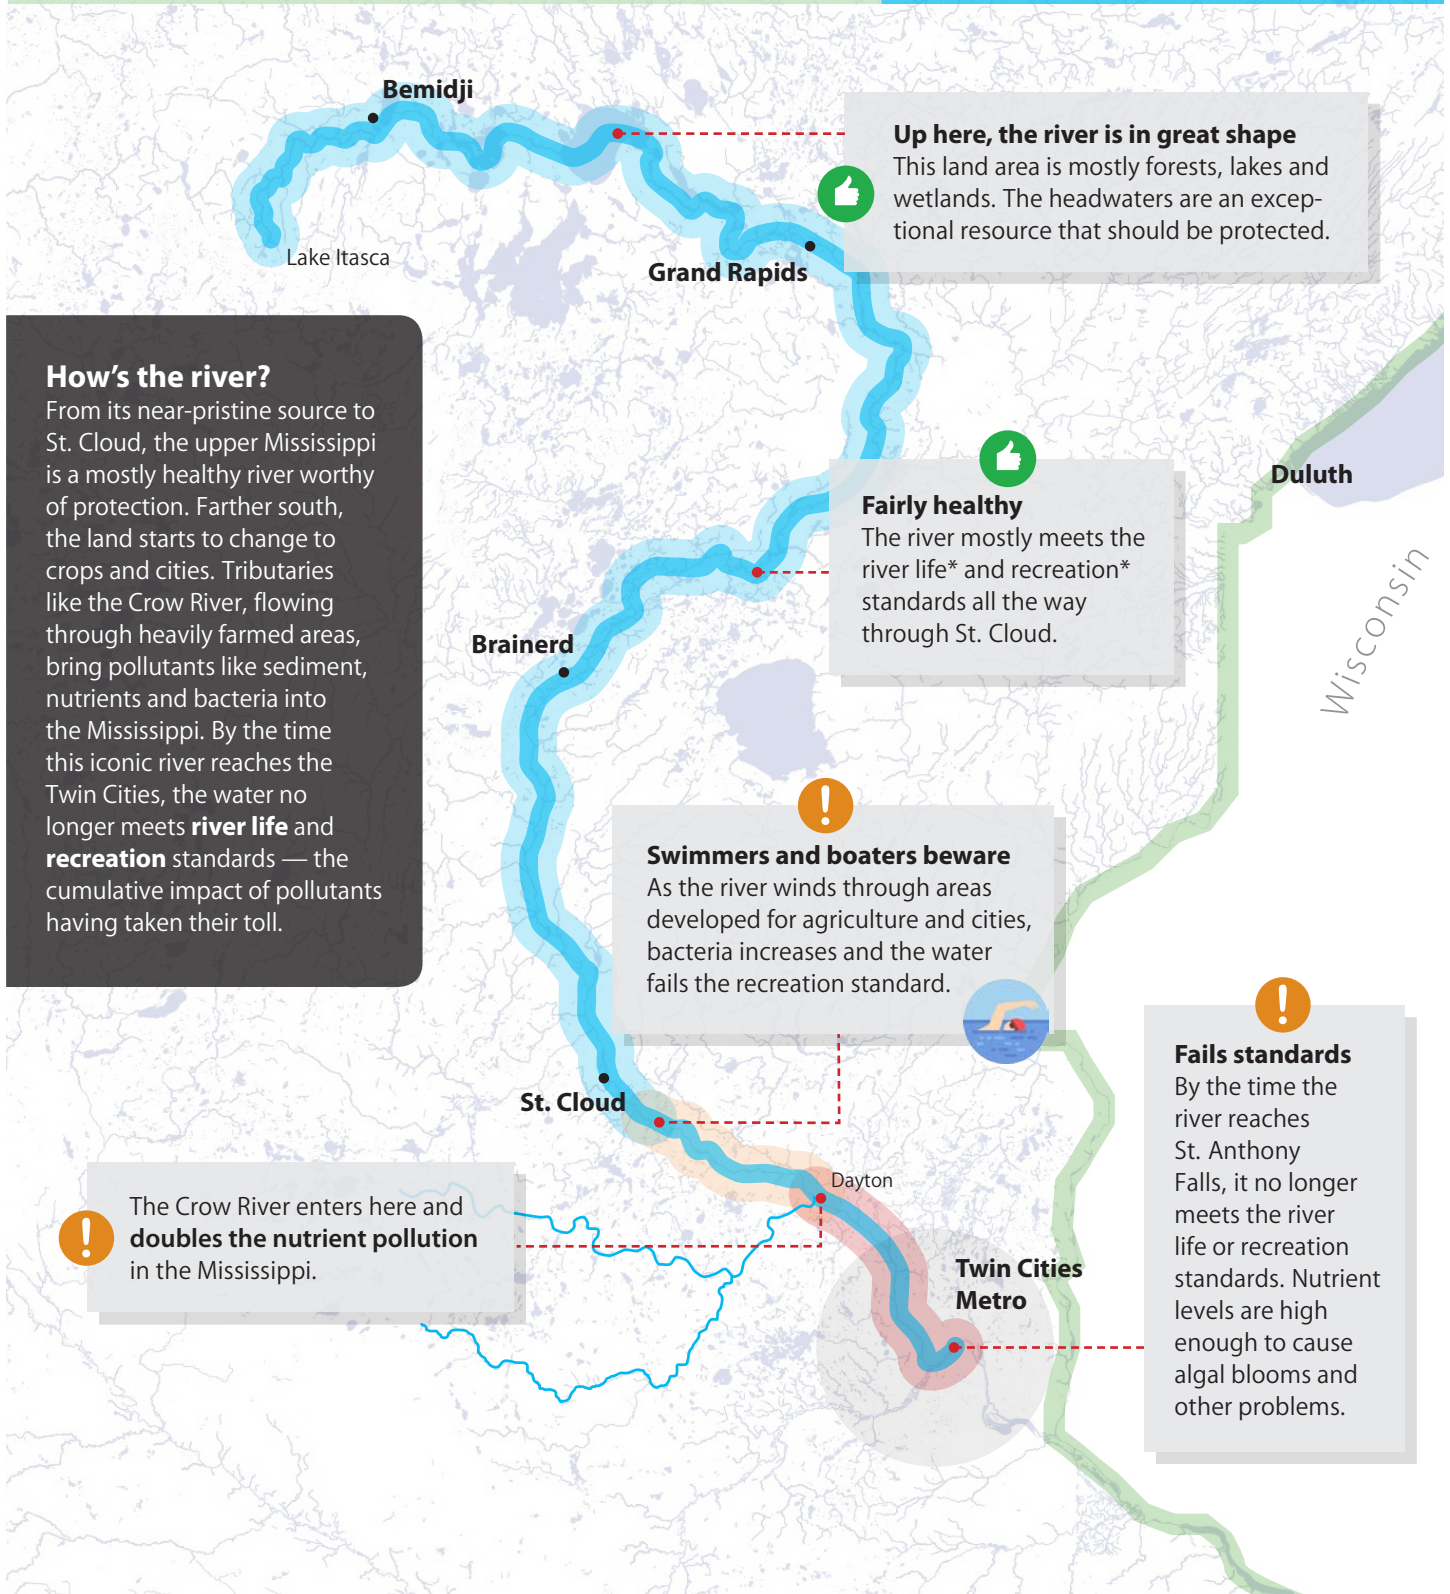 Bemidji
Up here, the river is in great shape
This land area is mostly forests, lakes and
wetlands. The headwaters are an excep-
tional resource that should be protected.
Lake Itasca
Grand Rapids
How's the river?
From its near-pristine source to
St. Cloud, the upper Mississippi
is a mostly healthy river worthy
of protection. Farther south,
the land starts to change to
crops and cities. Tributaries
like the Crow River, flowing
through heavily farmed areas,
bring pollutants like sediment,
nutrients and bacteria into
the Mississippi. By the time
this iconic river reaches the
Twin Cities, the water no
longer meets river life and
recreation standards — the
cumulative impact of pollutants
having taken their toll.
Duluth
Wisconsin
Fairly healthy
The river mostly meets the
river life* and recreation*
standards all the way
through St. Cloud.
Brainerd
Swimmers and boaters beware
As the river winds through areas
developed for agriculture and cities,
bacteria increases and the water
fails the recreation standard.
St. Cloud
Fails standards
By the time the
river reaches
St. Anthony
Falls, it no longer
meets the river
life or recreation
standards. Nutrient
levels are high
enough to cause
algal blooms and
other problems.
Dayton
The Crow River enters here and
doubles the nutrient pollution
in the Mississippi.
Twin Cities
Metro